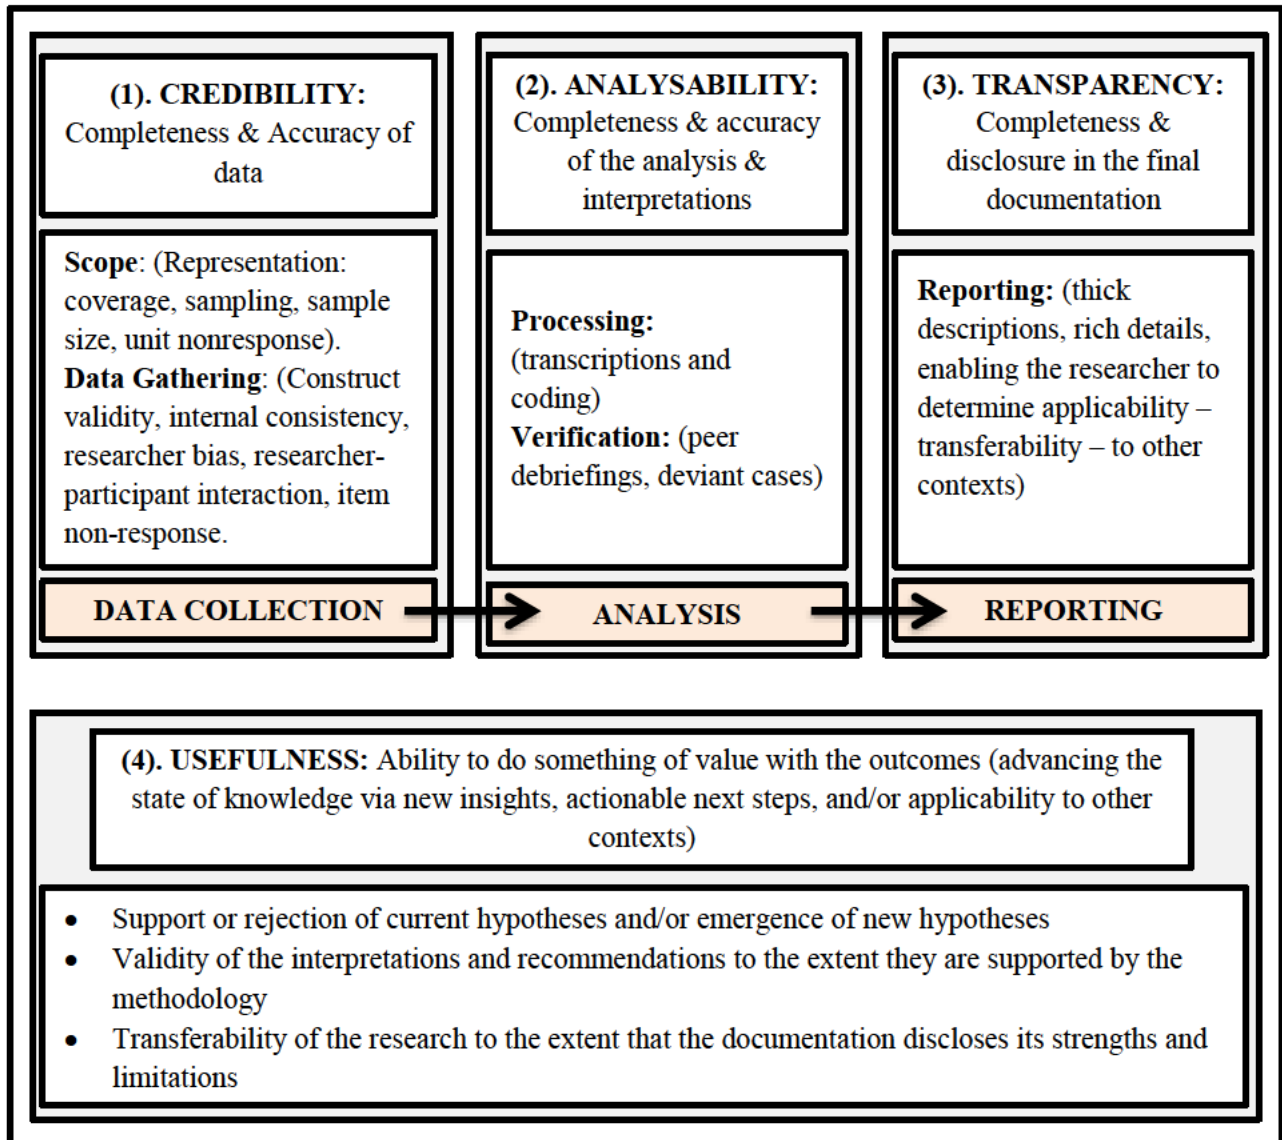 (1). CREDIBILITY:
Completeness & Accuracy of
data
Scope: (Representation:
coverage, sampling, sample
size, unit nonresponse).
Data Gathering: (Construct
validity, internal consistency,
researcher bias, researcher-
participant interaction, item
non-response.
DATA COLLECTION
(2). ANALYSABILITY:
Completeness & accuracy
of the analysis &
interpretations
Processing:
(transcriptions and
coding)
Verification: (peer
debriefings, deviant cases)
ANALYSIS
(3). TRANSPARENCY:
Completeness &
disclosure in the final
documentation
Reporting: (thick
descriptions, rich details,
enabling the researcher to
determine applicability –
transferability – to other
contexts)
REPORTING
(4). USEFULNESS: Ability to do something of value with the outcomes (advancing the
state of knowledge via new insights, actionable next steps, and/or applicability to other
contexts)
• Support or rejection of current hypotheses and/or emergence of new hypotheses
• Validity of the interpretations and recommendations to the extent they are supported by the
methodology
• Transferability of the research to the extent that the documentation discloses its strengths and
limitations